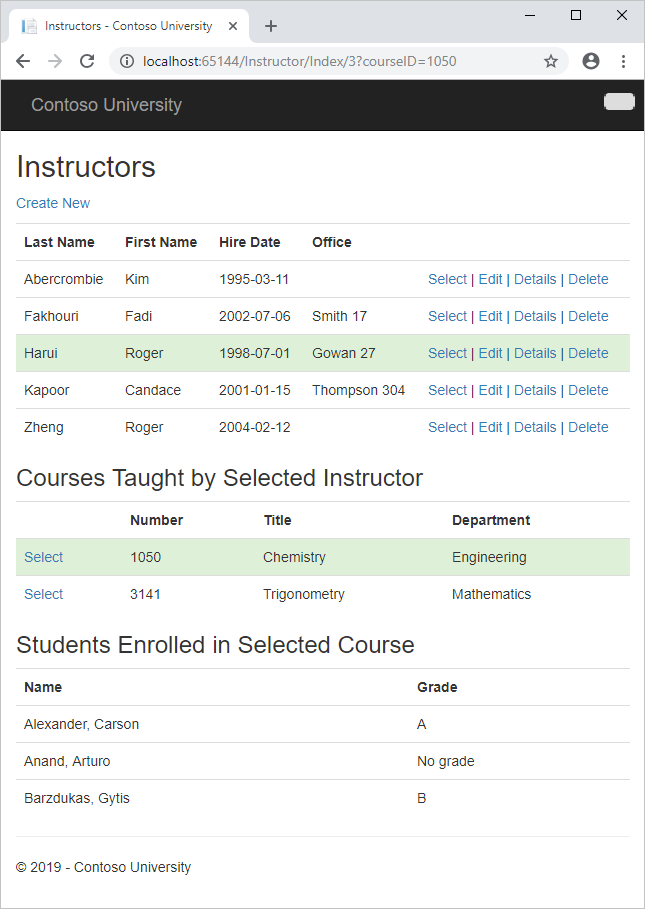 Instructors - Contoso University
localhost:65144/Instructor/Index/3?courseID=1050
Contoso University
Instructors
Create New
Last Name First Name Hire Date Office
Abercrombie Kim 1995-03-11 Select | Edit | Details | Delete
Fakhouri Fadi 2002-07-06 Smith 17 Select | Edit | Details | Delete
Harui Roger 1998-07-01 Gowan 27 Select | Edit | Details | Delete
Kapoor Candace 2001-01-15 Thompson 304 Select | Edit | Details | Delete
Zheng Roger 2004-02-12 Select | Edit | Details | Delete
Courses Taught by Selected Instructor
Number Title Department
Select 1050 Chemistry Engineering
Select 3141 Trigonometry Mathematics
Students Enrolled in Selected Course
Name Grade
Alexander, Carson A
Anand, Arturo No grade
Barzdukas, Gytis B
© 2019 - Contoso University